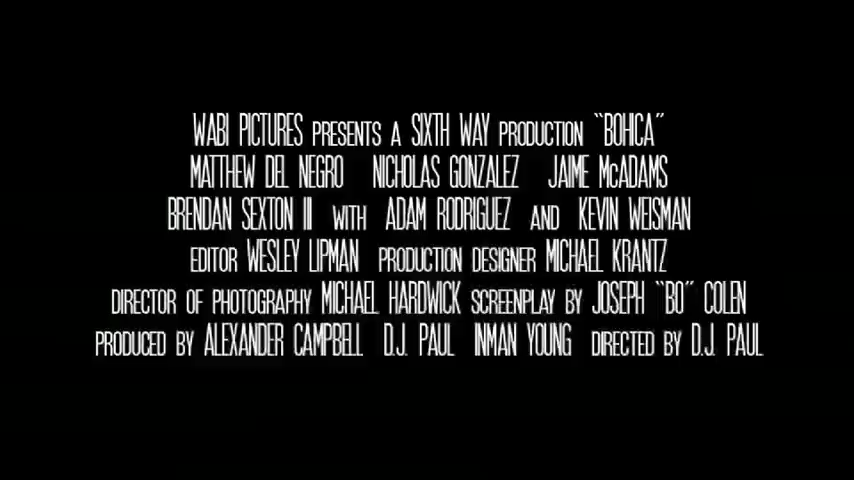 WABI PICTURES PRESENTS A SIXTH WAY PRODUCTION “BOHICA”
MATTHEW DEL NEGRO NICHOLAS GONZALEZ JAIME McADAMS
BRENDAN SEXTON III WITH ADAM RODRIGUEZ AND KEVIN WEISMAN
EDITOR WESLEY LIPMAN PRODUCTION DESIGNER MICHAEL KRANTZ
DIRECTOR OF PHOTOGRAPHY MICHAEL HARDWICK SCREENPLAY BY JOSEPH “BO” COLEN
PRODUCED BY ALEXANDER CAMPBELL D.J. PAUL INMAN YOUNG DIRECTED BY D.J. PAUL